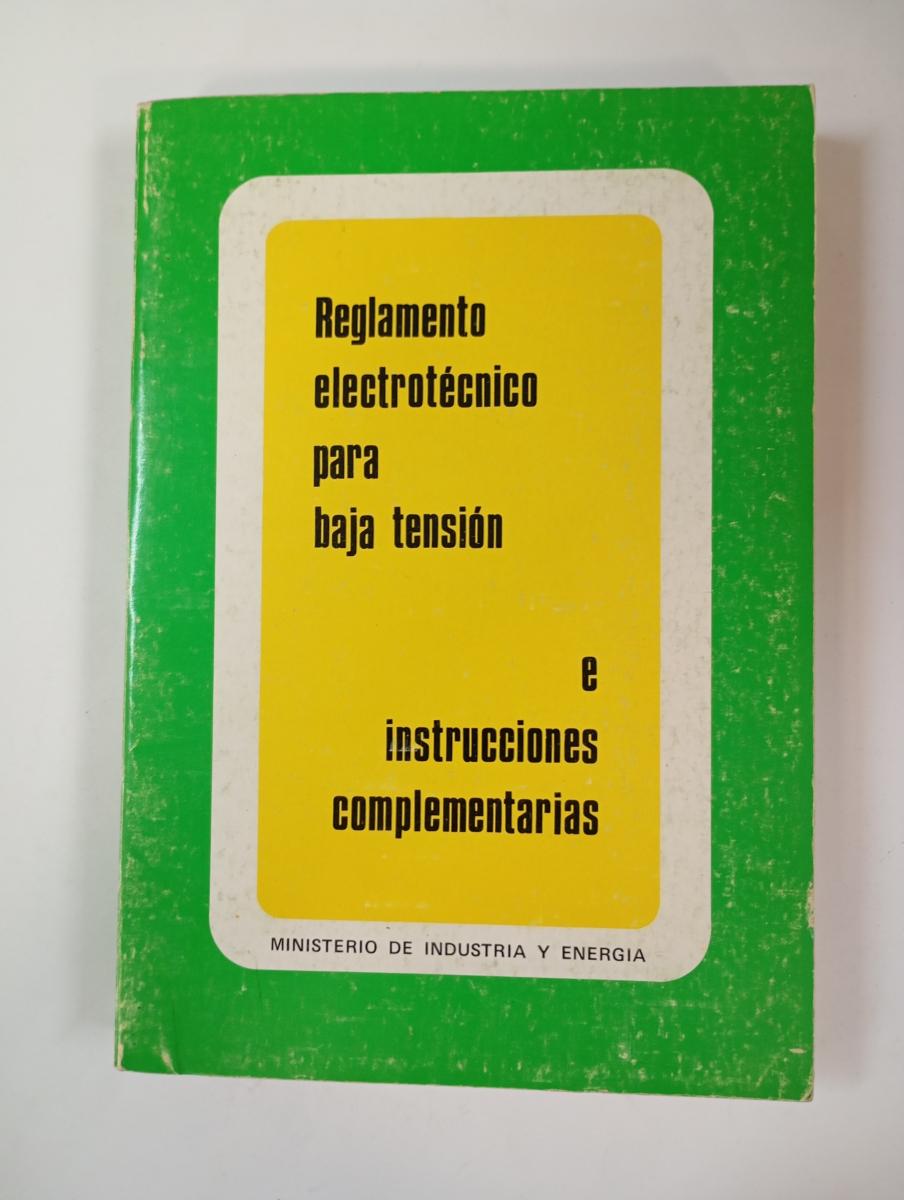 Reglamento
electrotécnico
para
baja tensión
e
instrucciones
complementarias
MINISTERIO DE INDUSTRIA Y ENERGIA